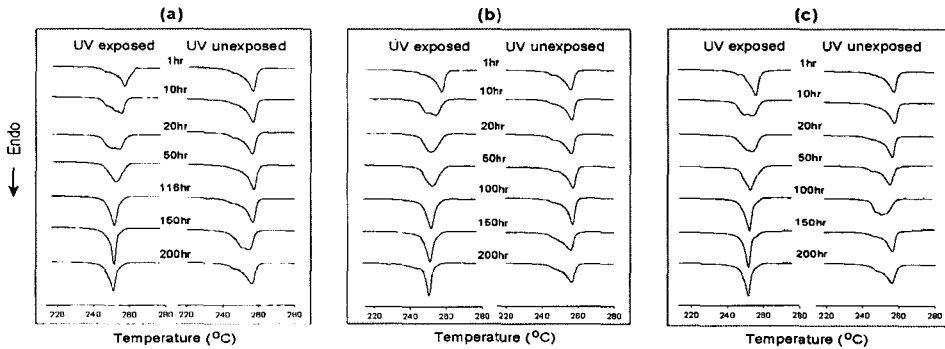 (a) (b) (c)
UV exposed UV unexposed UV exposed UV unexposed UV exposed UV unexposed
1hr 1hr 1hr
10hr 10hr 10hr
20hr 20hr 20hr
50hr 50hr 50hr
116hr 100hr 100hr
150hr 150hr 150hr
200hr 200hr 200hr
← Endo
220 240 260 280 220 240 260 280 220 260 280 220 240 260 280 220 240 260 280 220 240 260 280
Temperature (°C) Temperature (°C) Temperature (°C)